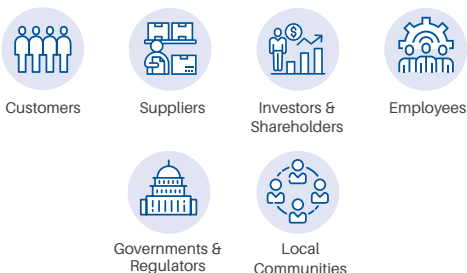 Customers
Suppliers
Investors &
Shareholders
Employees
Governments &
Regulators
Local
Communities